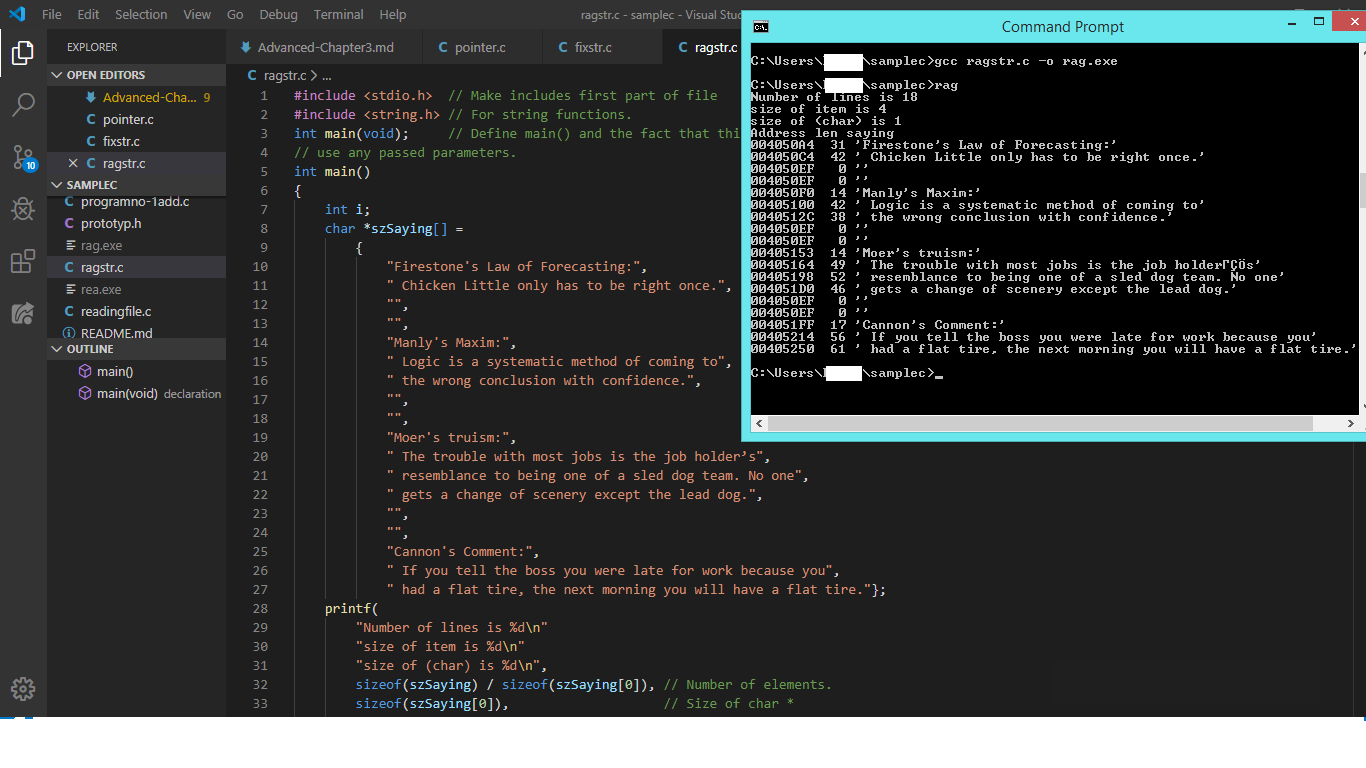 File Edit Selection View Go Debug Terminal Help
ragstr.c - samplec - Visual Stu
EXPLORER
OPEN EDITORS
Advanced-Cha... 9
pointer.c
fixstr.c
ragstr.c
10
SAMPLEC
programno-1add.c
prototyp.h
rag.exe
ragstr.c
rea.exe
readingfile.c
README.md
OUTLINE
main()
main(void) declaration
Advanced-Chapter3.md pointer.c fixstr.c ragstr.c
ragstr.c > ...
1 #include <stdio.h> // Make includes first part of file
2 #include <string.h> // For string functions.
3 int main(void); // Define main() and the fact that thi
4 // use any passed parameters.
5 int main()
6 {
7 int i;
8 char *szSaying[] =
9 {
10 "Firestone's Law of Forecasting:",
11 " Chicken Little only has to be right once.",
12 "",
13 "",
14 "Manly's Maxim:",
15 " Logic is a systematic method of coming to",
16 " the wrong conclusion with confidence.",
17 "",
18 "",
19 "Moer's truism:",
20 " The trouble with most jobs is the job holder’s",
21 " resemblance to being one of a sled dog team. No one",
22 " gets a change of scenery except the lead dog.",
23 "",
24 "",
25 "Cannon's Comment:",
26 " If you tell the boss you were late for work because you",
27 " had a flat tire, the next morning you will have a flat tire."};
28 printf(
29 "Number of lines is %d\n"
30 "size of item is %d\n"
31 "size of (char) is %d\n",
32 sizeof(szSaying) / sizeof(szSaying[0]), // Number of elements.
33 sizeof(szSaying[0]), // Size of char *
Command Prompt
C:\Users\ \samplec>gcc ragstr.c -o rag.exe
C:\Users\ \samplec>rag
Number of lines is 18
size of item is 4
size of (char) is 1
Address len saying
004050A4 31 'Firestone's Law of Forecasting:'
004050C4 42 ' Chicken Little only has to be right once.'
004050EF 0 ''
004050EF 0 ''
004050F0 14 'Manly's Maxim:'
00405100 42 ' Logic is a systematic method of coming to'
0040512C 38 ' the wrong conclusion with confidence.'
004050EF 0 ''
004050EF 0 ''
00405153 14 'Moer's truism:'
00405164 49 ' The trouble with most jobs is the job holderΓÇÖs'
00405198 52 ' resemblance to being one of a sled dog team. No one'
004051D0 46 ' gets a change of scenery except the lead dog.'
004050EF 0 ''
004050EF 0 ''
004051FF 17 'Cannon's Comment:'
00405214 56 ' If you tell the boss you were late for work because you'
00405250 61 ' had a flat tire, the next morning you will have a flat tire.'
C:\Users\ \samplec>_